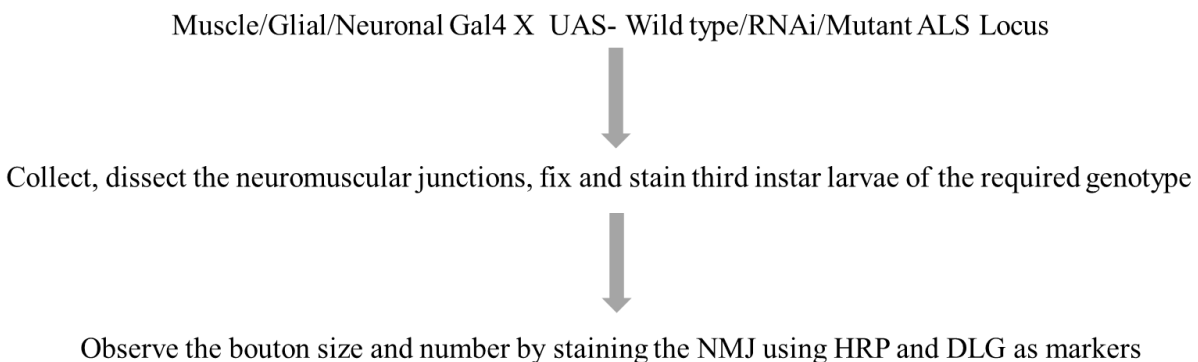 Muscle/Glial/Neuronal Gal4 X UAS- Wild type/RNAi/Mutant ALS Locus
Collect, dissect the neuromuscular junctions, fix and stain third instar larvae of the required genotype
Observe the bouton size and number by staining the NMJ using HRP and DLG as markers